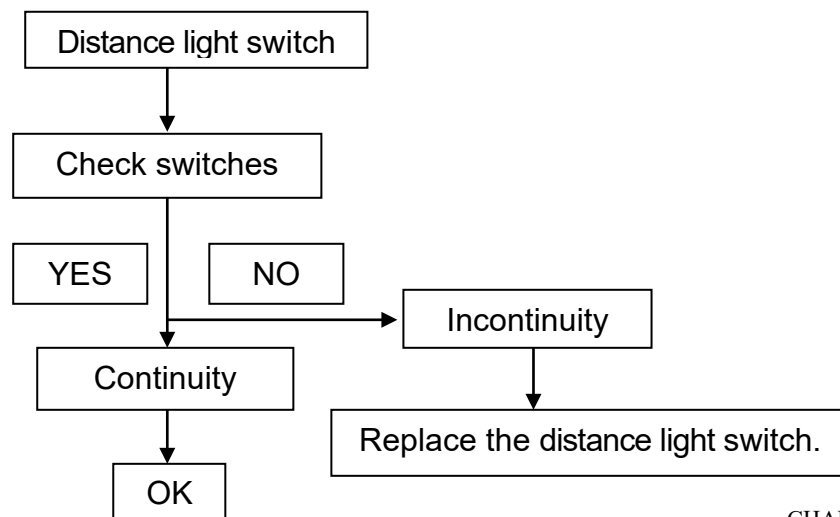 Distance light switch
Check switches
YES
NO
Incontinuity
Continuity
Replace the distance light switch.
OK